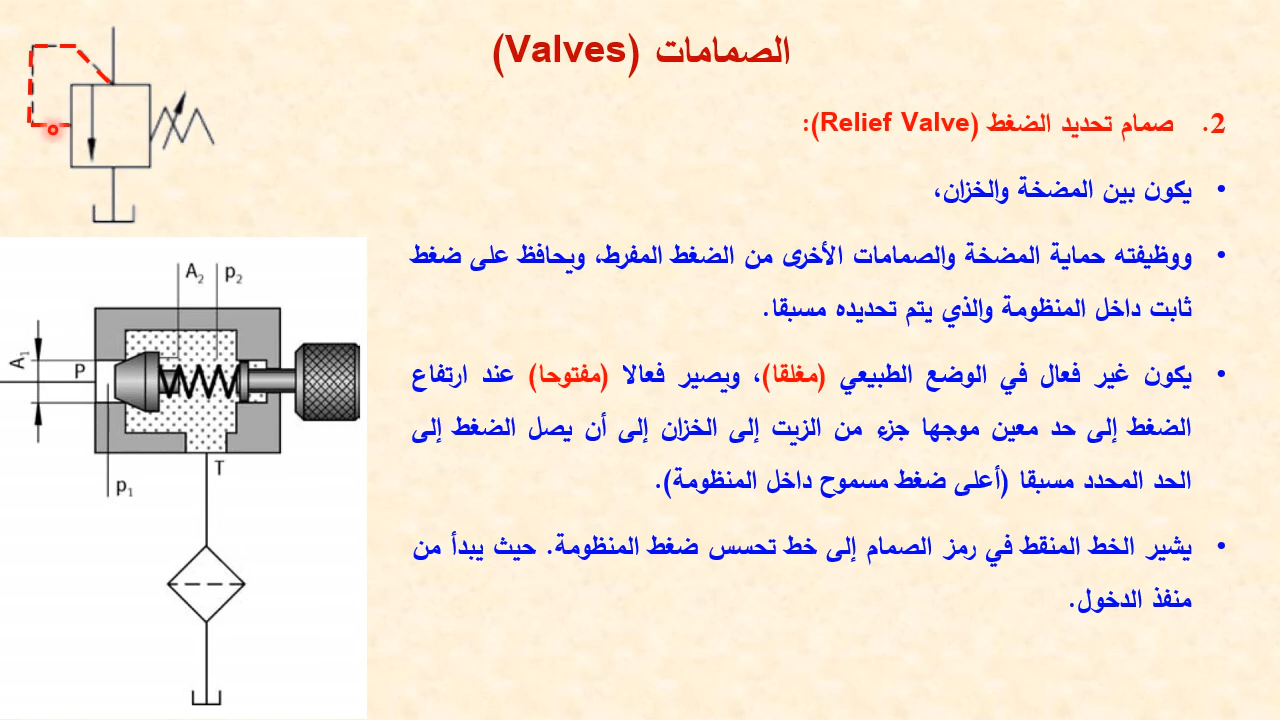 الصمامات (Valves)
2. صمام تحديد الضغط (Relief Valve):
• يكون بين المضخة والخزان،
• ووظيفته حماية المضخة والصمامات الأخرى من الضغط المفرط، ويحافظ على ضغط
ثابت داخل المنظومة والذي يتم تحديده مسبقا.
• يكون غير فعال في الوضع الطبيعي (مغلقا)، ويصير فعالا (مفتوحا) عند ارتفاع
الضغط إلى حد معين موجها جزء من الزيت إلى الخزان إلى أن يصل الضغط إلى
الحد المحدد مسبقا (أعلى ضغط مسموح داخل المنظومة).
• يشير الخط المنقط في رمز الصمام إلى خط تحسس ضغط المنظومة. حيث يبدأ من
منفذ الدخول.
A2 p2
A1
P
T
p1